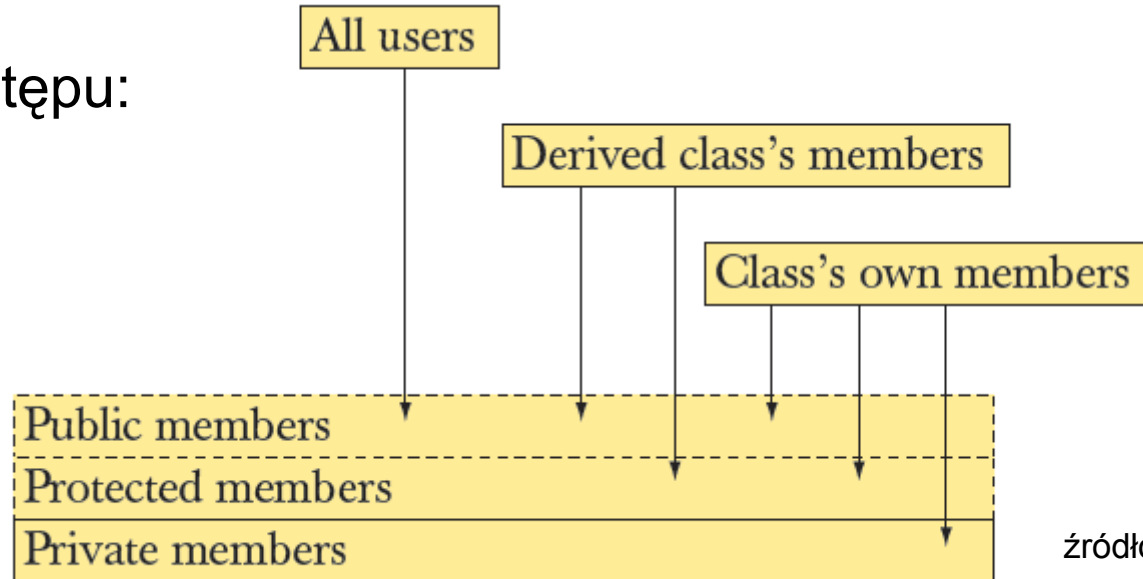 All users
tępu:
Derived class’s members
Class’s own members
Public members
Protected members
Private members
źródło